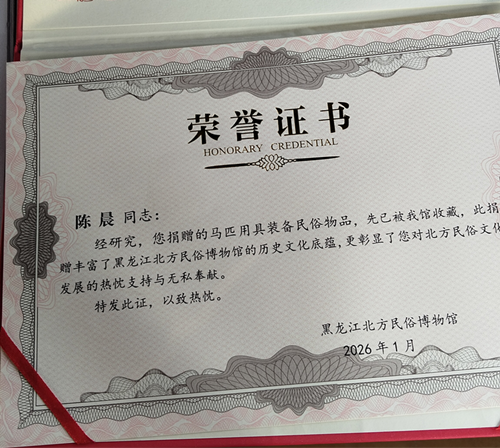 荣誉证书
HONORARY CREDENTIAL
陈晨 同志：
经研究，您捐赠的马匹用具装备民俗物品，先已被我馆收藏，此捐
赠丰富了黑龙江北方民俗博物馆的历史文化底蕴，更彰显了您对北方民俗文化
发展的热忱支持与无私奉献。
特发此证，以致热忱。
黑龙江北方民俗博物馆
2026 年 1 月